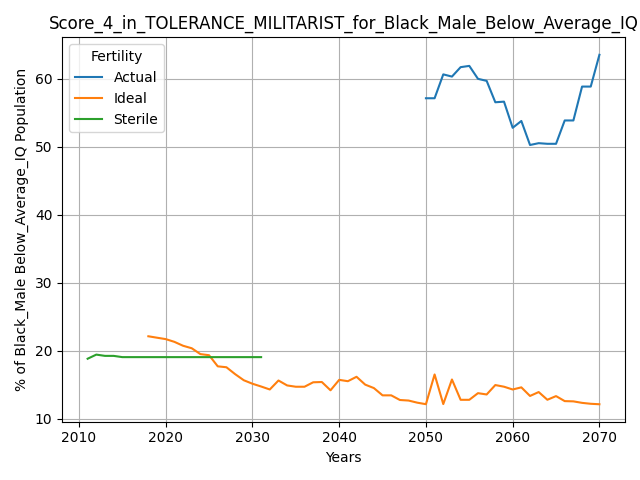 Score_4_in_TOLERANCE_MILITARIST_for_Black_Male_Below_Average_IQ
Fertility
Actual
Ideal
Sterile
% of Black_Male Below_Average_IQ Population
60
50
40
30
20
10
2010 2020 2030 2040 2050 2060 2070
Years